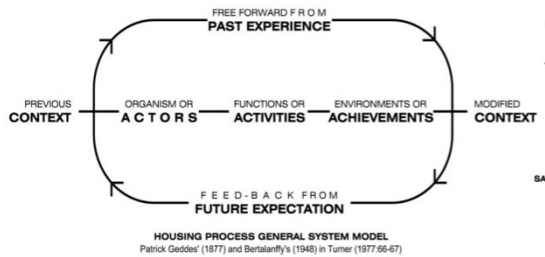 FREE FORWARD FROM
PAST EXPERIENCE
PREVIOUS
CONTEXT
ORGANISM OR
ACTORS
FUNCTIONS OR
ACTIVITIES
ENVIRONMENTS OR
ACHIEVEMENTS
MODIFIED
CONTEXT
SA
FEED-BACK FROM
FUTURE EXPECTATION
HOUSING PROCESS GENERAL SYSTEM MODEL
Patrick Geddes' (1877) and Bertalanffy's (1948) in Turner (1977:66-67)